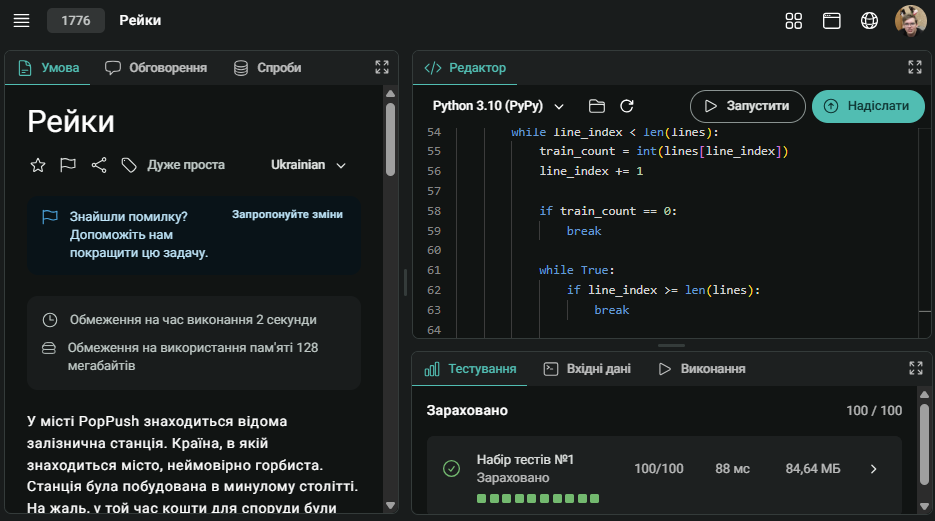 1776 Рейки
Умова Обговорення Спроби
Рейки
Дуже проста Ukrainian
Знайшли помилку? Запропонуйте зміни
Допоможіть нам
покращити цю задачу.
Обмеження на час виконання 2 секунди
Обмеження на використання пам'яті 128
мегабайтів
У місті PopPush знаходиться відома
залізнична станція. Країна, в якій
знаходиться місто, неймовірно горбиста.
Станція була побудована в минулому столітті.
На жаль, у той час кошти для споруди були
Редактор
Python 3.10 (PyPy) Запустити Надіслати
54 while line_index < len(lines):
55 train_count = int(lines[line_index])
56 line_index += 1
57
58 if train_count == 0:
59 break
60
61 while True:
62 if line_index >= len(lines):
63 break
64
Тестування Вхідні дані Виконання
Зараховано 100 / 100
Набір тестів №1 100/100 88 мс 84,64 МБ
Зараховано